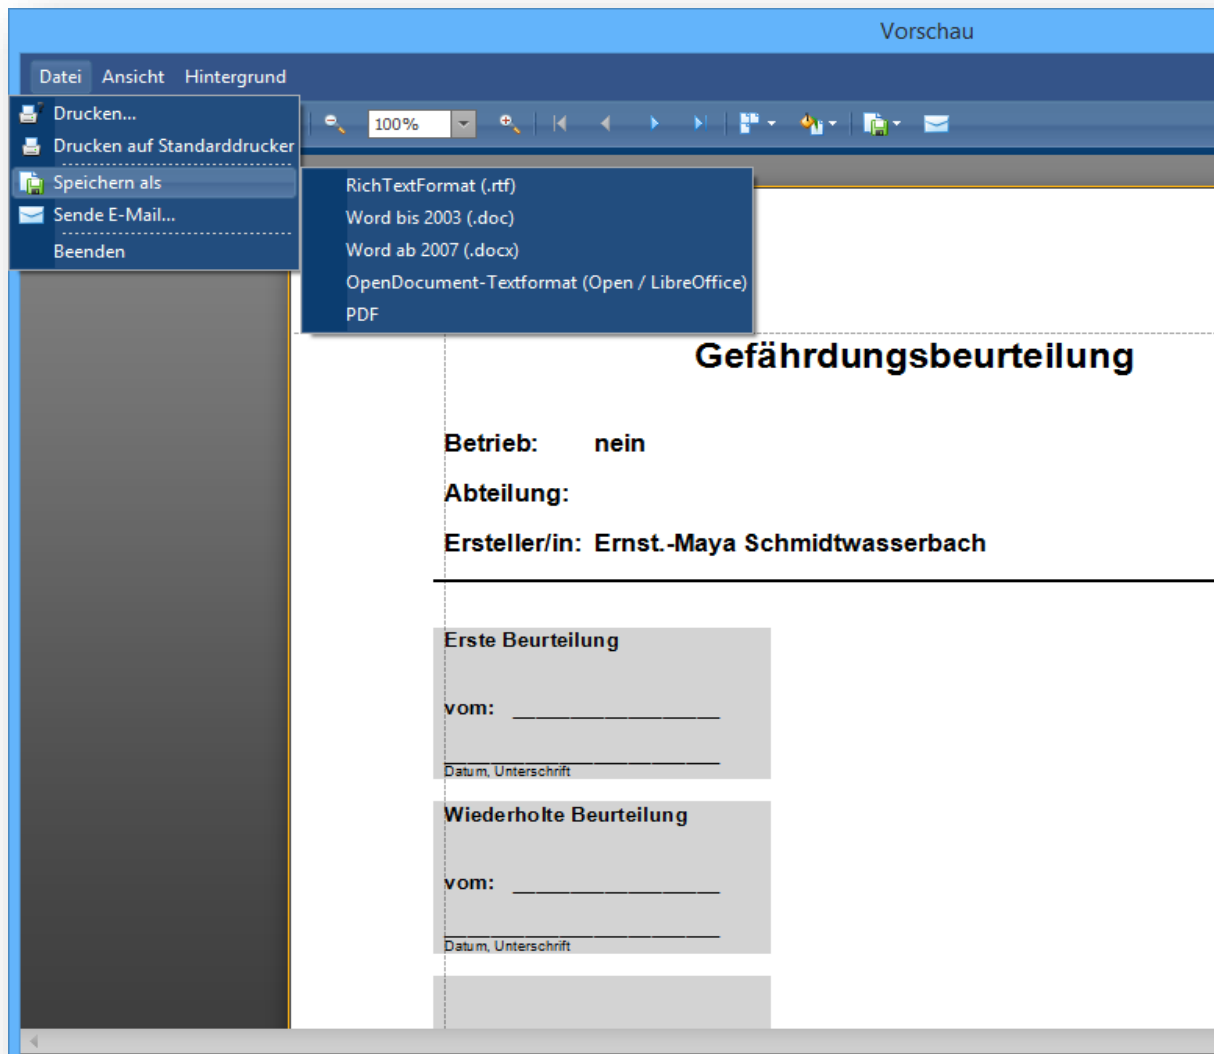 Vorschau
Datei Ansicht Hintergrund
Drucken...
Drucken auf Standarddrucker
Speichern als
Sende E-Mail...
Beenden
100%
RichTextFormat (.rtf)
Word bis 2003 (.doc)
Word ab 2007 (.docx)
OpenDocument-Textformat (Open / LibreOffice)
PDF
Gefährdungsbeurteilung
Betrieb: nein
Abteilung:
Ersteller/in: Ernst.-Maya Schmidtwasserbach
Erste Beurteilung
vom: __________________
________________________
Datum, Unterschrift
Wiederholte Beurteilung
vom: __________________
________________________
Datum, Unterschrift